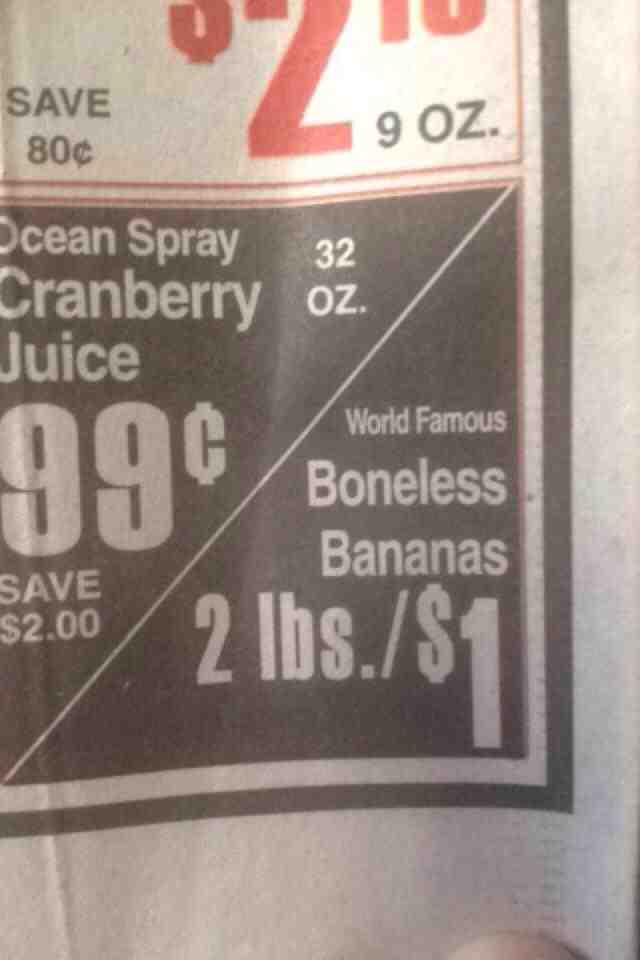 SAVE
80¢
9 OZ.
Ocean Spray
Cranberry
Juice
32
OZ.
99¢
SAVE
$2.00
World Famous
Boneless
Bananas
2 lbs./$1